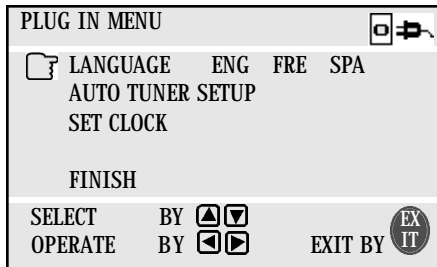 PLUG IN MENU
LANGUAGE ENG FRE SPA
AUTO TUNER SETUP
SET CLOCK
FINISH
SELECT BY
OPERATE BY EXIT BY EXIT